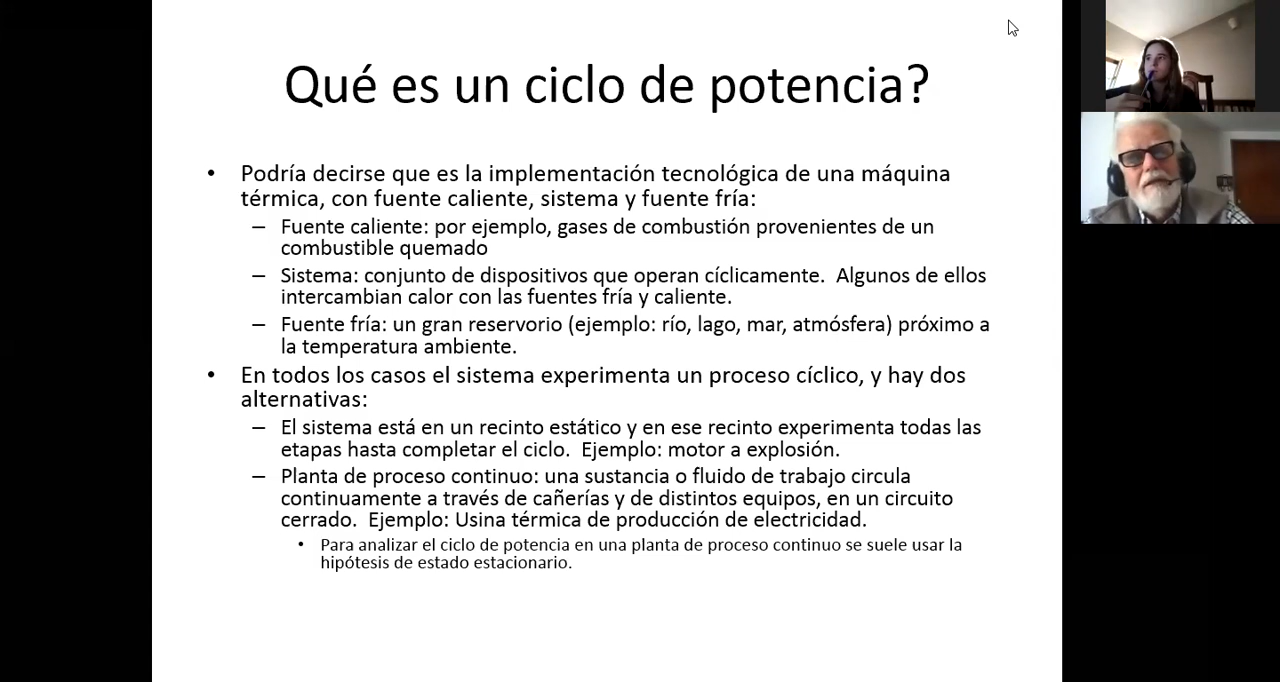 Qué es un ciclo de potencia?
• Podría decirse que es la implementación tecnológica de una máquina
térmica, con fuente caliente, sistema y fuente fría:
– Fuente caliente: por ejemplo, gases de combustión provenientes de un
combustible quemado
– Sistema: conjunto de dispositivos que operan cíclicamente.  Algunos de ellos
intercambian calor con las fuentes fría y caliente.
– Fuente fría: un gran reservorio (ejemplo: río, lago, mar, atmósfera) próximo a
la temperatura ambiente.
• En todos los casos el sistema experimenta un proceso cíclico, y hay dos
alternativas:
– El sistema está en un recinto estático y en ese recinto experimenta todas las
etapas hasta completar el ciclo.  Ejemplo: motor a explosión.
– Planta de proceso continuo: una sustancia o fluido de trabajo circula
continuamente a través de cañerías y de distintos equipos, en un circuito
cerrado.  Ejemplo: Usina térmica de producción de electricidad.
• Para analizar el ciclo de potencia en una planta de proceso continuo se suele usar la
hipótesis de estado estacionario.